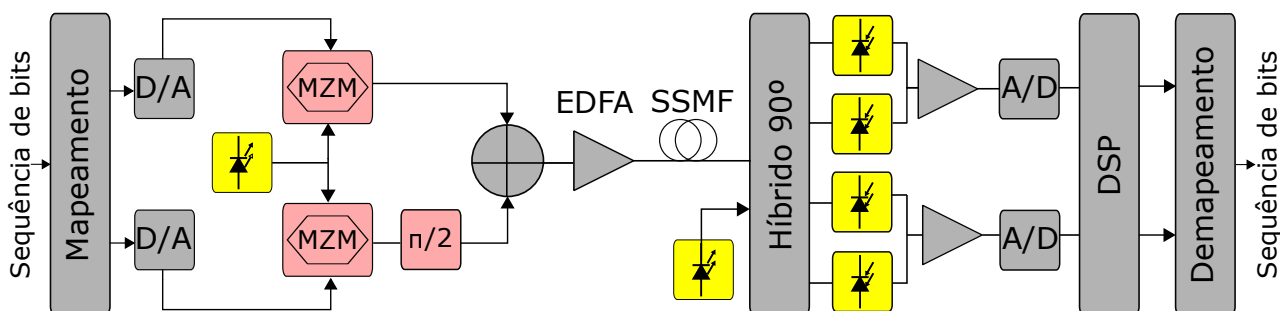 Sequência de bits
Mapeamento
D/A
D/A
MZM
MZM
π/2
EDFA
SSMF
Híbrido 90º
A/D
A/D
DSP
Demapeamento
Sequência de bits